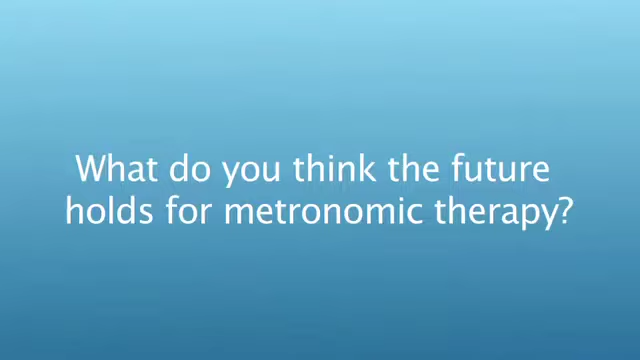 What do you think the future
holds for metronomic therapy?